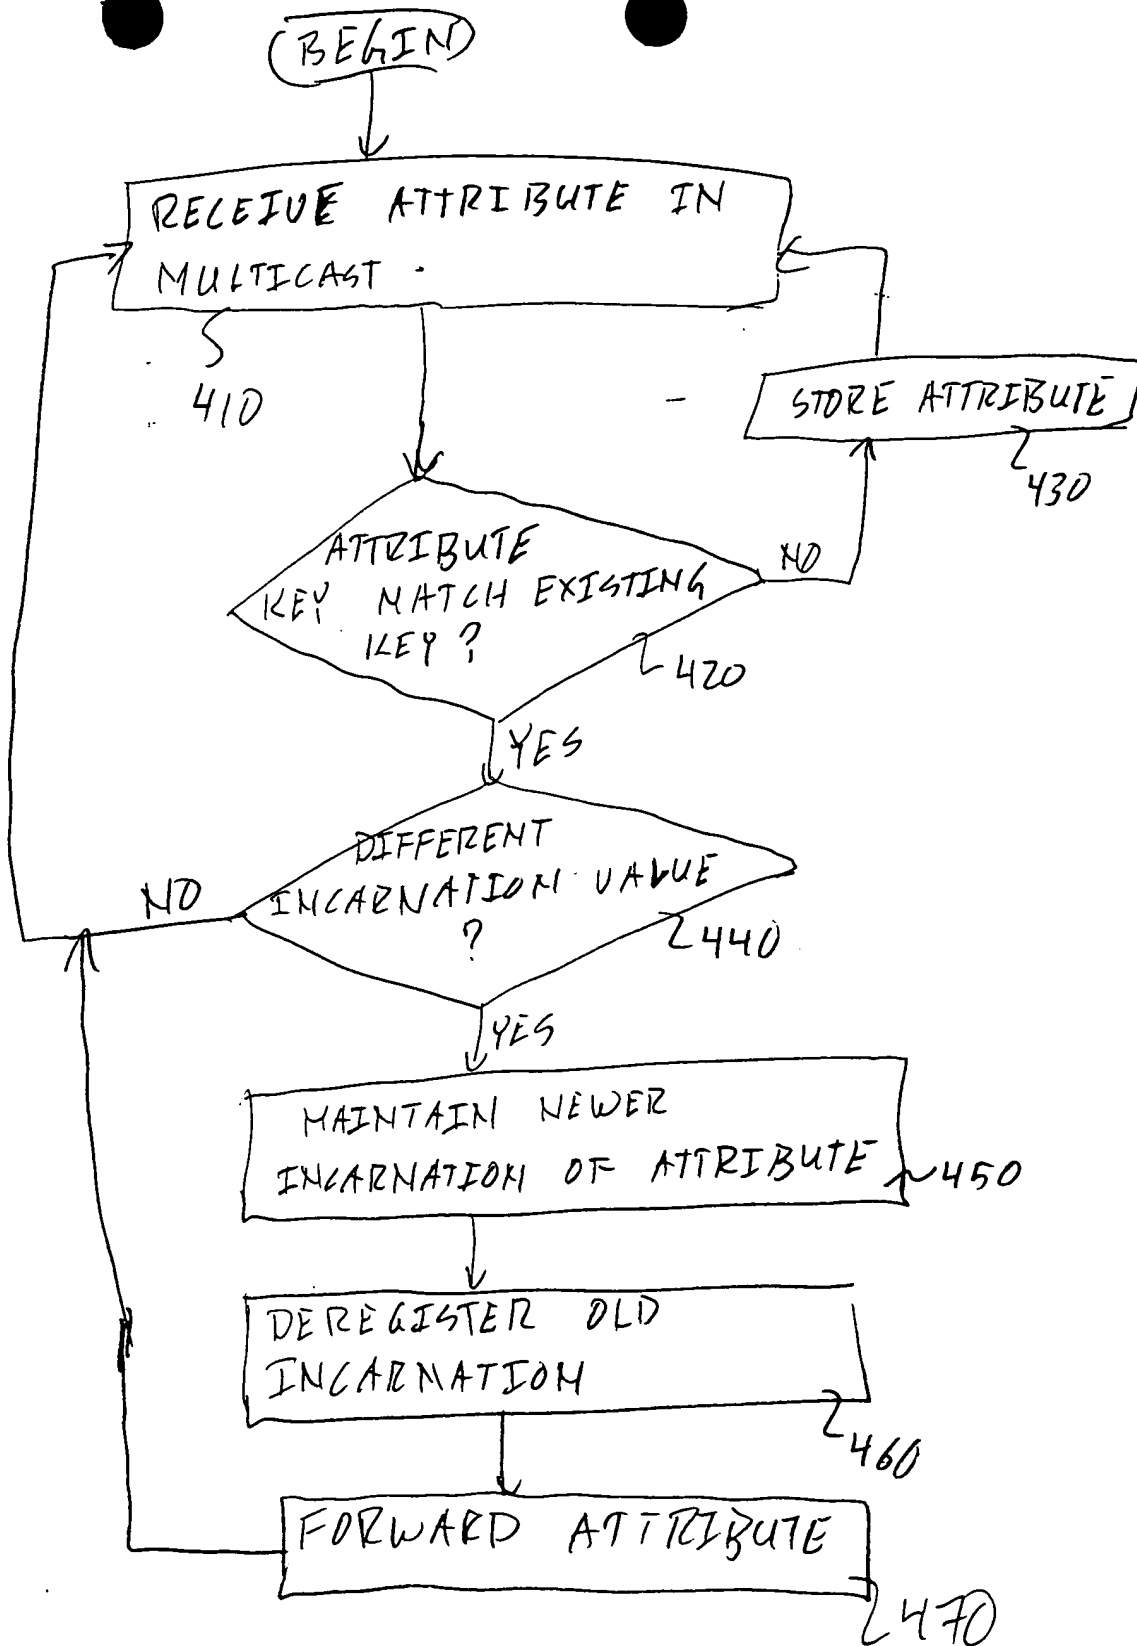 BEGIN
RECEIVE ATTRIBUTE IN
MULTICAST
410
STORE ATTRIBUTE
430
ATTRIBUTE
KEY MATCH EXISTING
KEY?
NO
420
YES
DIFFERENT
INCARNATION VALUE
?
NO
440
YES
MAINTAIN NEWER
INCARNATION OF ATTRIBUTE
450
DEREGISTER OLD
INCARNATION
460
FORWARD ATTRIBUTE
470